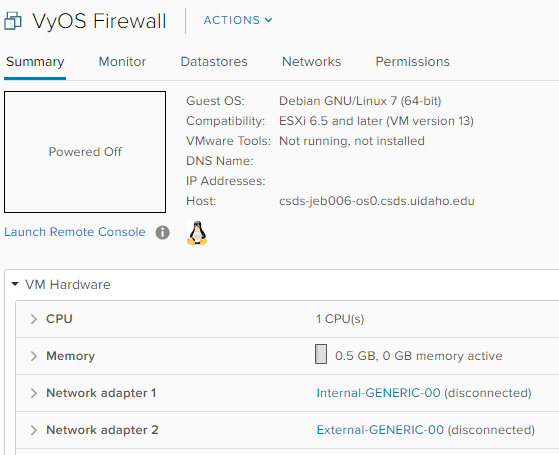 VyOS Firewall ACTIONS
Summary Monitor Datastores Networks Permissions
Powered Off
Guest OS: Debian GNU/Linux 7 (64-bit)
Compatibility: ESXi 6.5 and later (VM version 13)
VMware Tools: Not running, not installed
DNS Name:
IP Addresses:
Host: csds-jeb006-os0.csds.uidaho.edu
Launch Remote Console
VM Hardware
CPU 1 CPU(s)
Memory 0.5 GB, 0 GB memory active
Network adapter 1 Internal-GENERIC-00 (disconnected)
Network adapter 2 External-GENERIC-00 (disconnected)